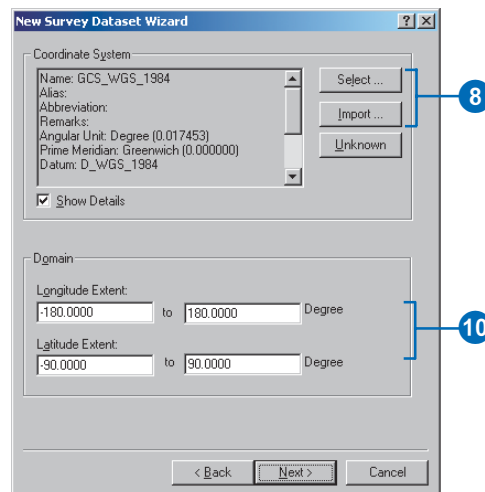 New Survey Dataset Wizard
Coordinate System
Name: GCS_WGS_1984
Alias:
Abbreviation:
Remarks:
Angular Unit: Degree (0.017453)
Prime Meridian: Greenwich (0.000000)
Datum: D_WGS_1984
Select ...
Import ...
Unknown
8
Show Details
Domain
Longitude Extent:
-180.0000 to 180.0000 Degree
Latitude Extent:
-90.0000 to 90.0000 Degree
10
< Back Next > Cancel